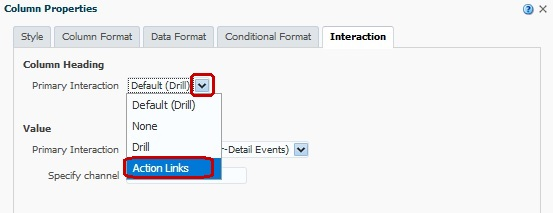 Column Properties
Style Column Format Data Format Conditional Format Interaction
Column Heading
Primary Interaction Default (Drill)
Default (Drill)
None
Value
Drill
Primary Interaction r-Detail Events)
Action Links
Specify channel